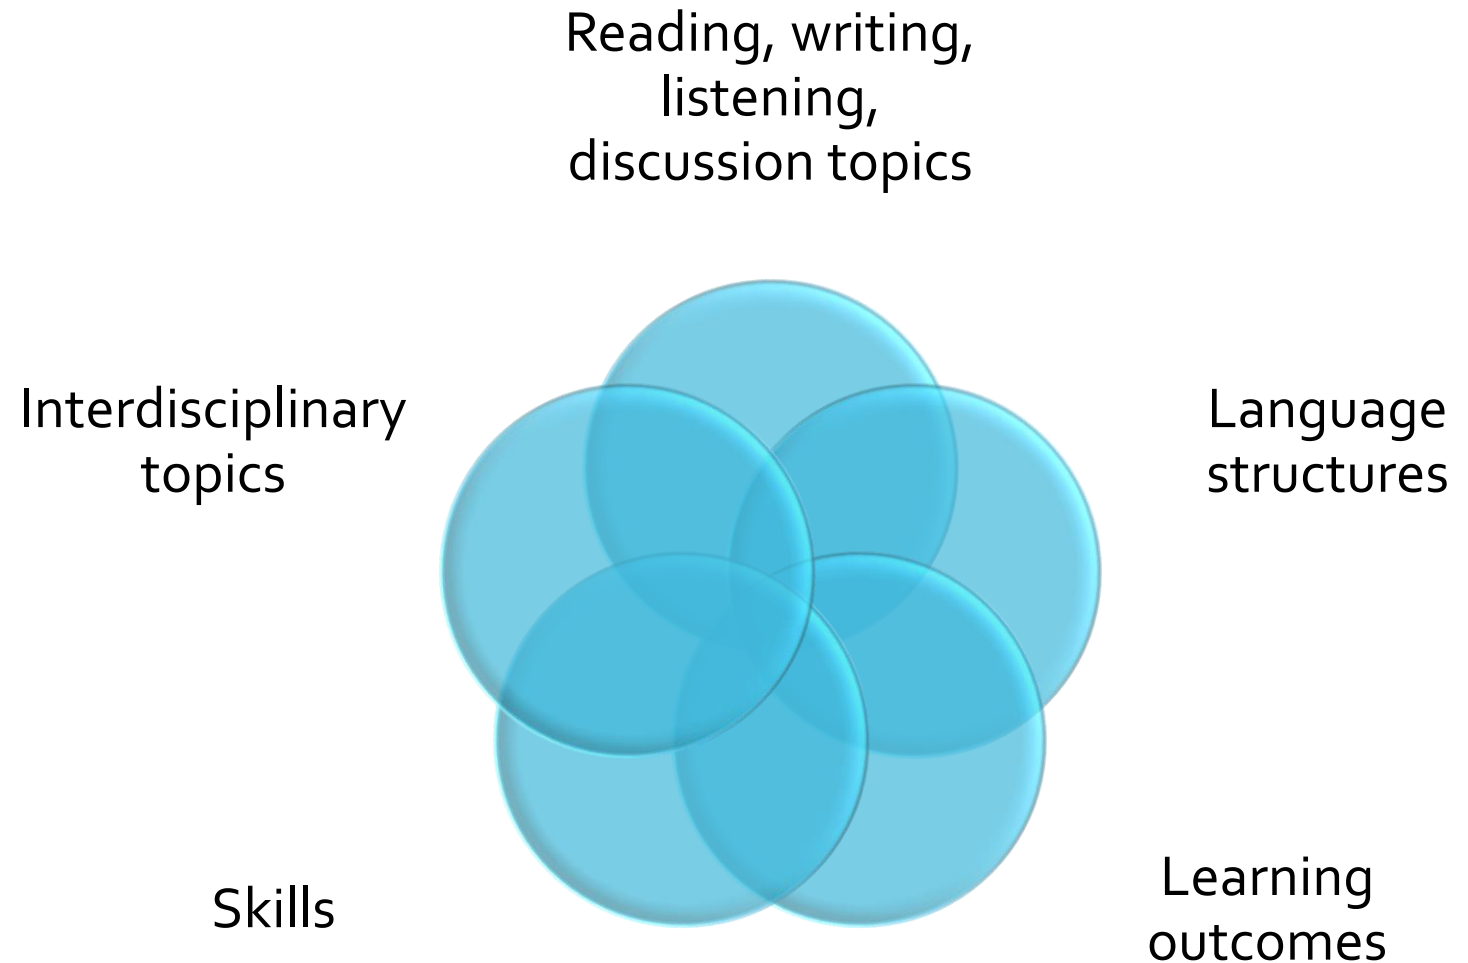 Reading, writing,
listening,
discussion topics
Interdisciplinary
topics
Language
structures
Skills
Learning
outcomes